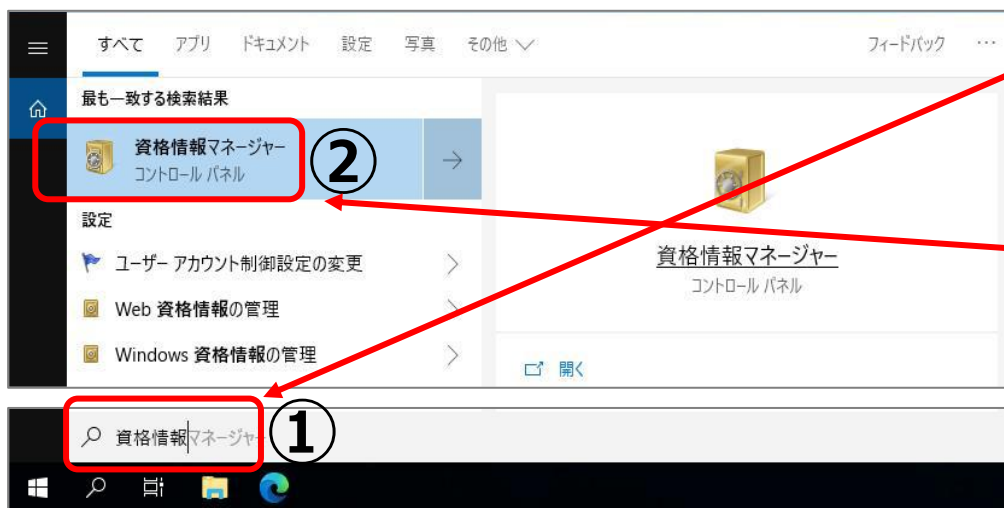 すべて アプリ ドキュメント 設定 写真 その他 フィードバック ...
最も一致する検索結果
資格情報マネージャー
コントロール パネル
②
設定
ユーザー アカウント制御設定の変更
Web 資格情報の管理
Windows 資格情報の管理
資格情報マネージャー
コントロール パネル
開く
資格情報マネージャー
①